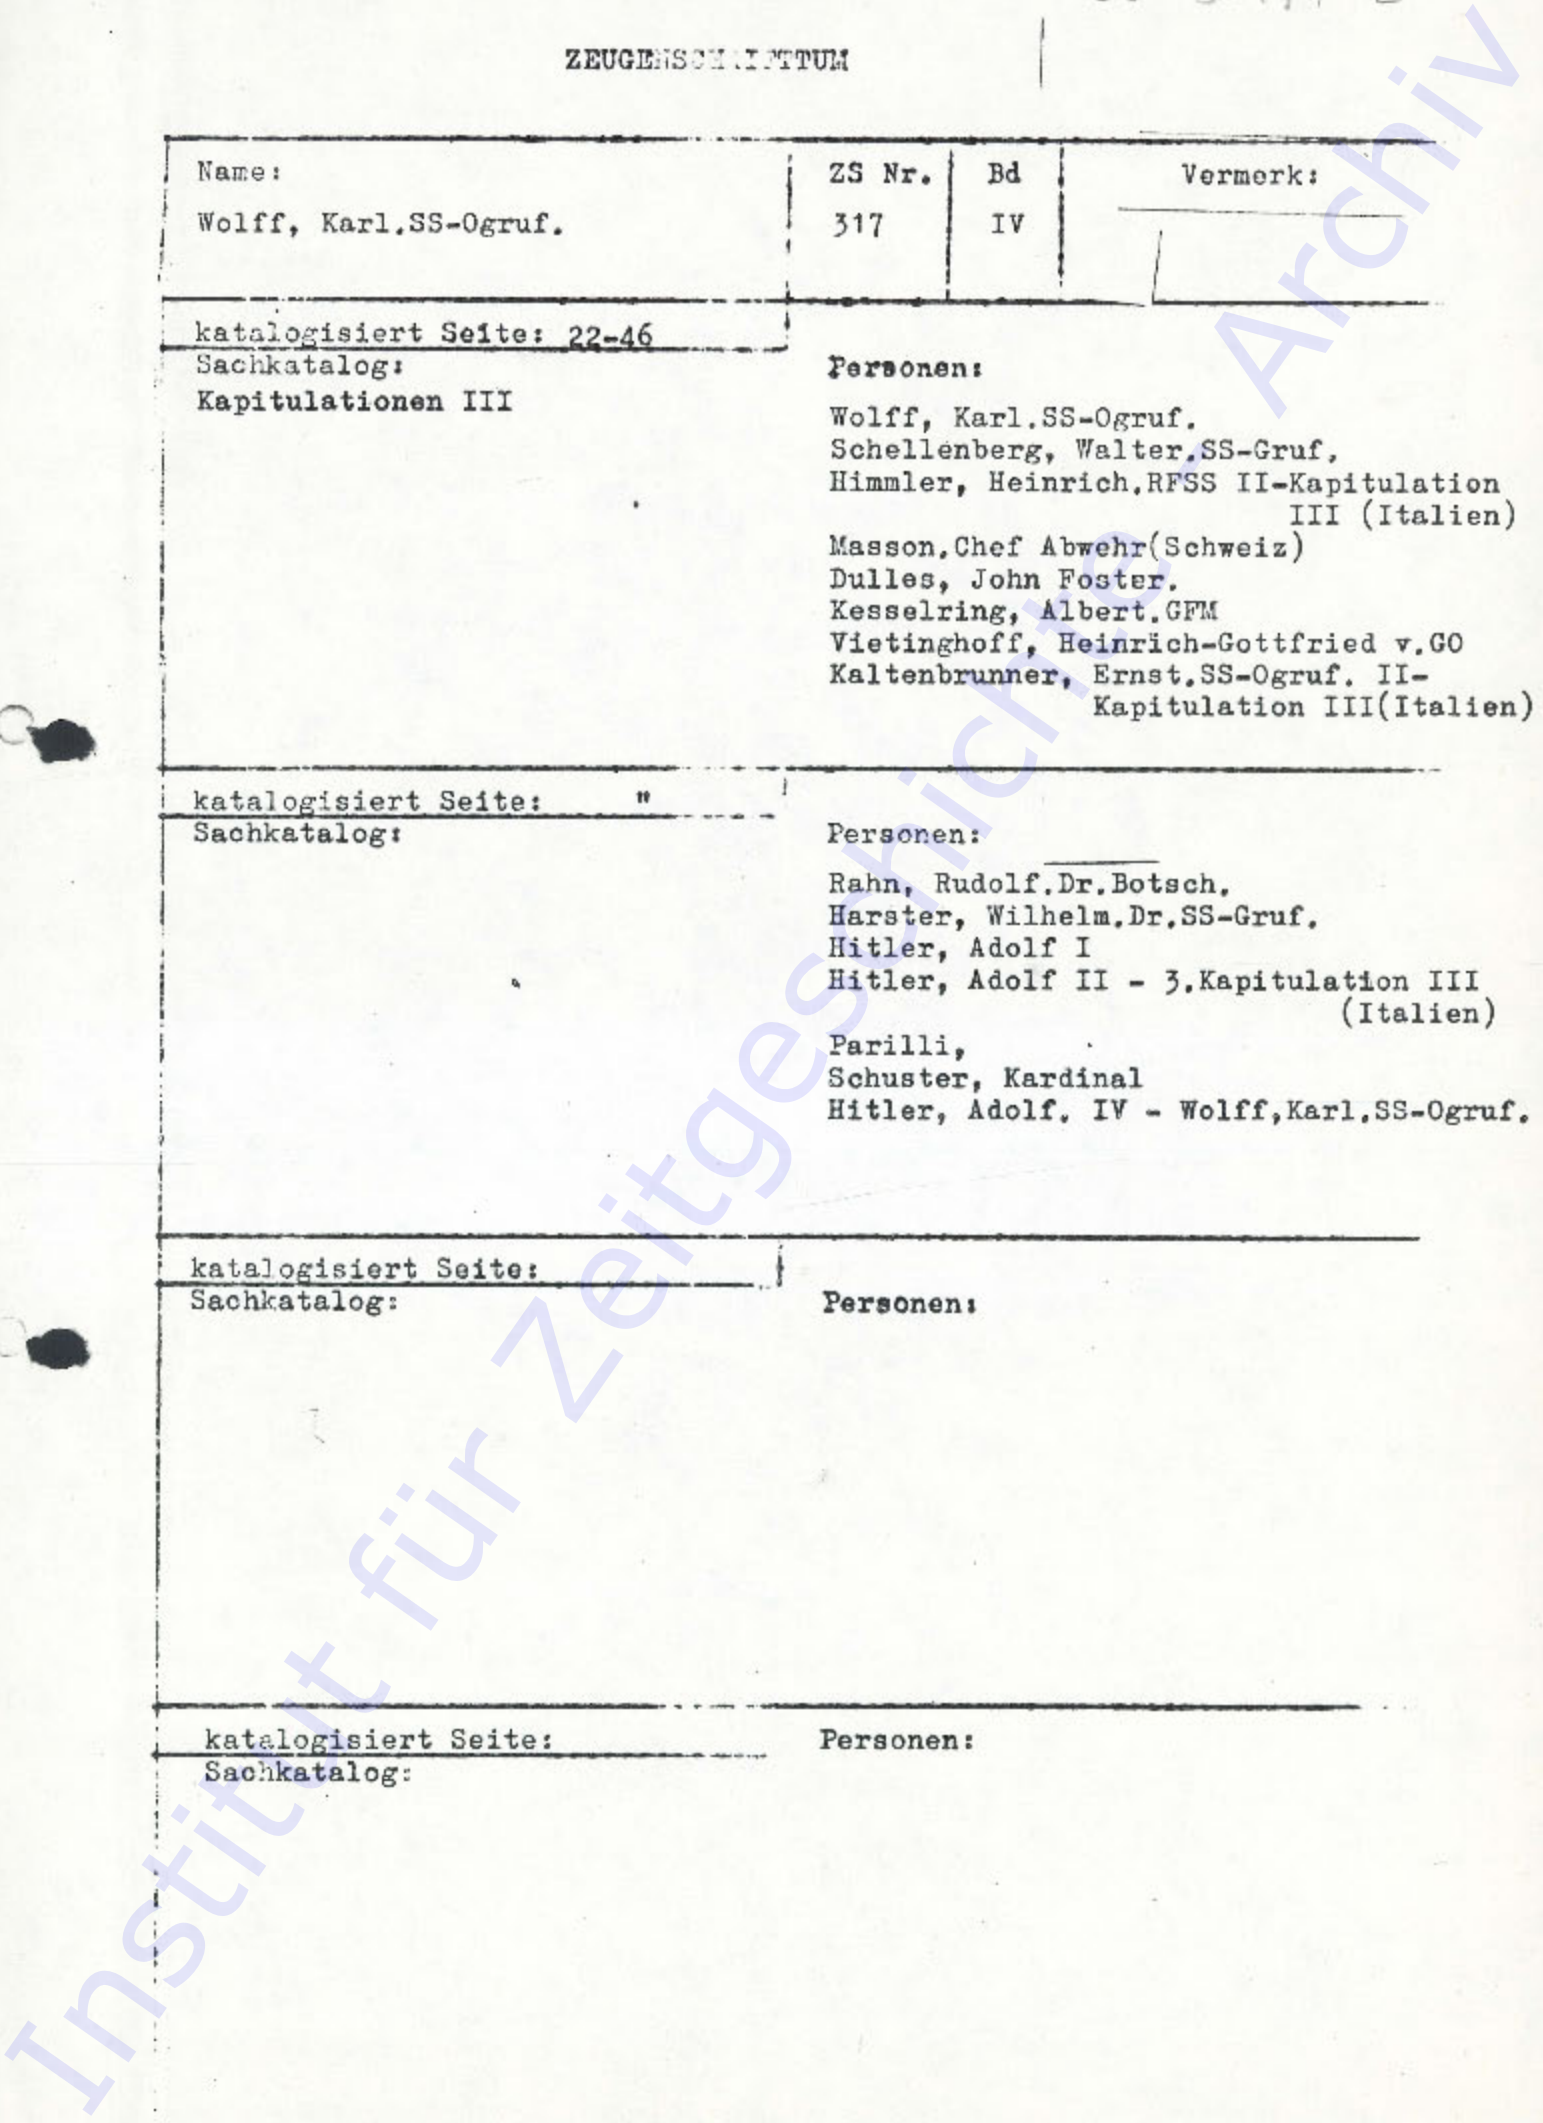 ZEUGENSCHRIFTTUM
Name:
Wolff, Karl.SS-Ogruf.
ZS Nr.
317
Bd
IV
Vermerk:
katalogisiert Seite: 22-46
Sachkatalog:
Kapitulationen III
Personen:
Wolff, Karl.SS-Ogruf.
Schellenberg, Walter.SS-Gruf.
Himmler, Heinrich.RFSS II-Kapitulation
III (Italien)
Masson.Chef Abwehr(Schweiz)
Dulles, John Foster.
Kesselring, Albert.GFM
Vietinghoff, Heinrich-Gottfried v.GO
Kaltenbrunner, Ernst.SS-Ogruf. II-
Kapitulation III(Italien)
katalogisiert Seite: "
Sachkatalog:
Personen:
Rahn, Rudolf.Dr.Botsch.
Harster, Wilhelm.Dr.SS-Gruf.
Hitler, Adolf I
Hitler, Adolf II - 3.Kapitulation III
(Italien)
Parilli,
Schuster, Kardinal
Hitler, Adolf. IV - Wolff,Karl.SS-Ogruf.
katalogisiert Seite:
Sachkatalog:
Personen:
katalogisiert Seite:
Sachkatalog:
Personen:
Institut für Zeitgeschichte - Archiv